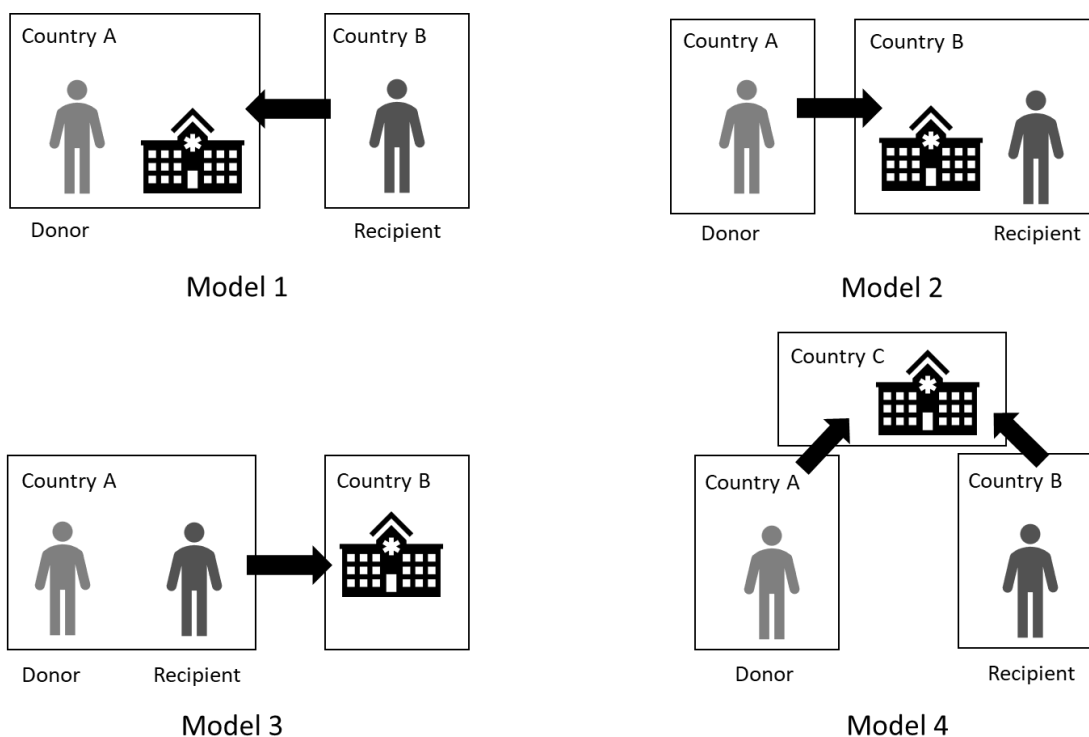 Country A
Country B
Donor
Recipient
Model 1
Country A
Country B
Donor
Recipient
Model 2
Country A
Country B
Donor
Recipient
Model 3
Country C
Country A
Country B
Donor
Recipient
Model 4